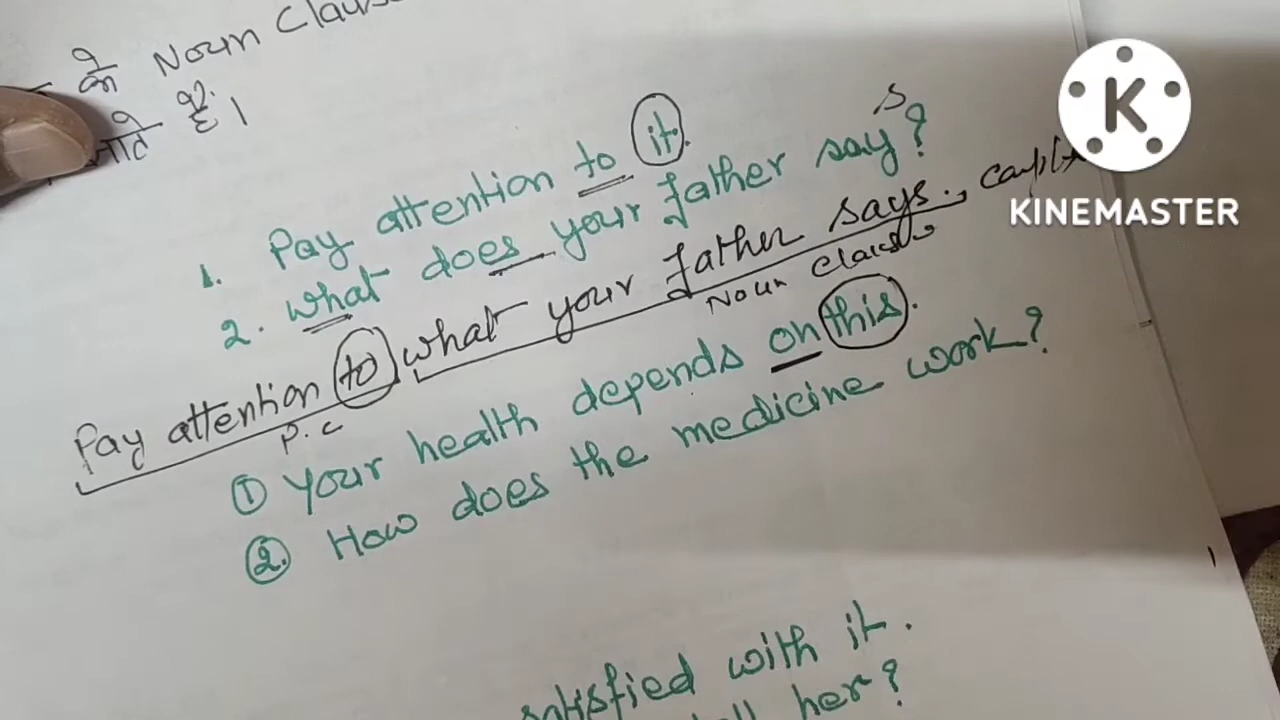 के Noun Clause
जाते हैं।
1. Pay attention to it.
2. what does your father say?
s
Pay attention to what your father says.,
P.C
Noun Clause
① Your health depends on this.
② How does the medicine work?
satisfied with it.
her?
K
KINEMASTER